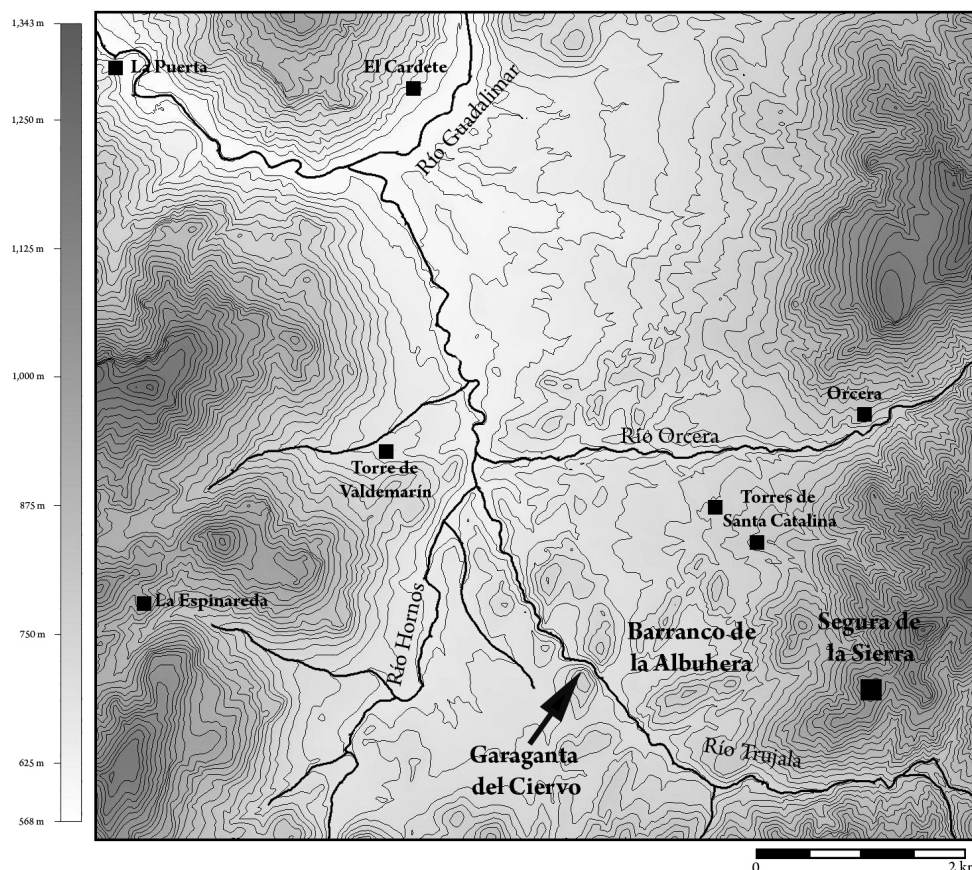 1,343 m
1,250 m
1,125 m
1,000 m
875 m
750 m
625 m
568 m
La Puerta
El Cardete
Río Guadalimar
Orcera
Río Orcera
Torre de
Valdemarín
Torres de
Santa Catalina
La Espinareda
Río Hornos
Barranco de
la Albuhera
Segura de
la Sierra
Garaganta
del Ciervo
Río Trujala
0
2 km